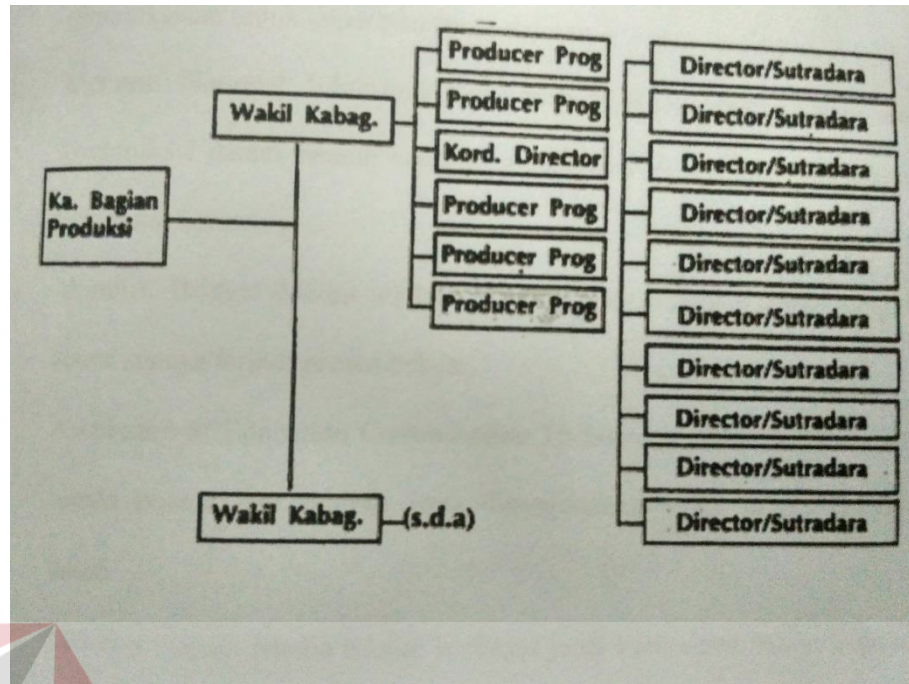 Ka. Bagian
Produksi
Wakil Kabag.
Producer Prog
Producer Prog
Kord. Director
Producer Prog
Producer Prog
Producer Prog
Director/Sutradara
Director/Sutradara
Director/Sutradara
Director/Sutradara
Director/Sutradara
Director/Sutradara
Director/Sutradara
Director/Sutradara
Director/Sutradara
Director/Sutradara
Wakil Kabag. (s.d.a)